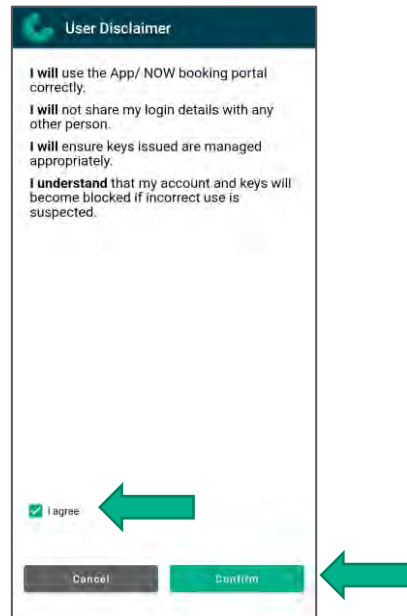 User Disclaimer
I will use the App/ NOW booking portal
correctly.
I will not share my login details with any
other person.
I will ensure keys issued are managed
appropriately.
I understand that my account and keys will
become blocked if incorrect use is
suspected.
I agree
Cancel
Confirm